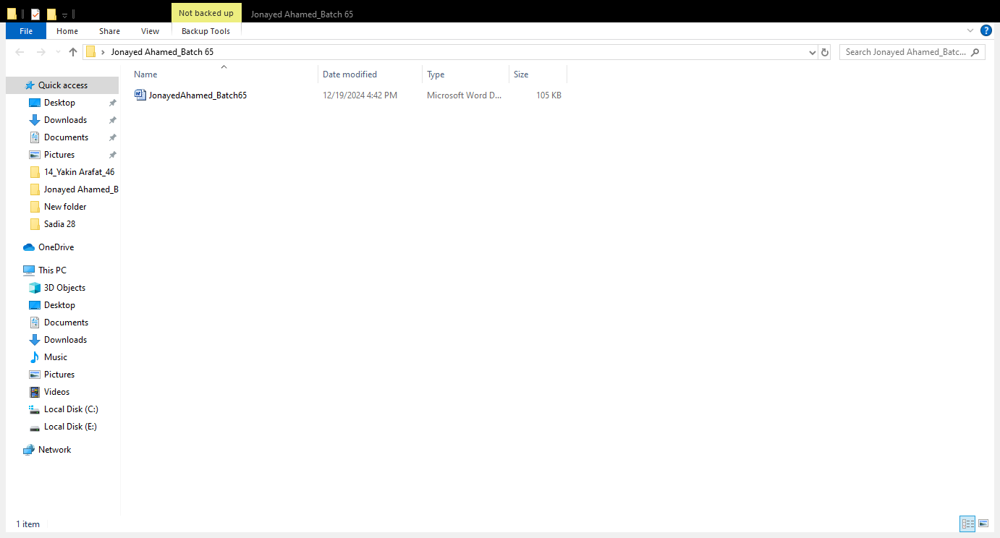 Not backed up
Jonayed Ahamed_Batch 65
File Home Share View Backup Tools
?
Jonayed Ahamed_Batch 65
Search Jonayed Ahamed_Batc...
Name Date modified Type Size
JonayedAhamed_Batch65 12/19/2024 4:42 PM Microsoft Word D... 105 KB
Quick access
Desktop
Downloads
Documents
Pictures
14_Yakin Arafat_46
Jonayed Ahamed_B
New folder
Sadia 28
OneDrive
This PC
3D Objects
Desktop
Documents
Downloads
Music
Pictures
Videos
Local Disk (C:)
Local Disk (E:)
Network
1 item